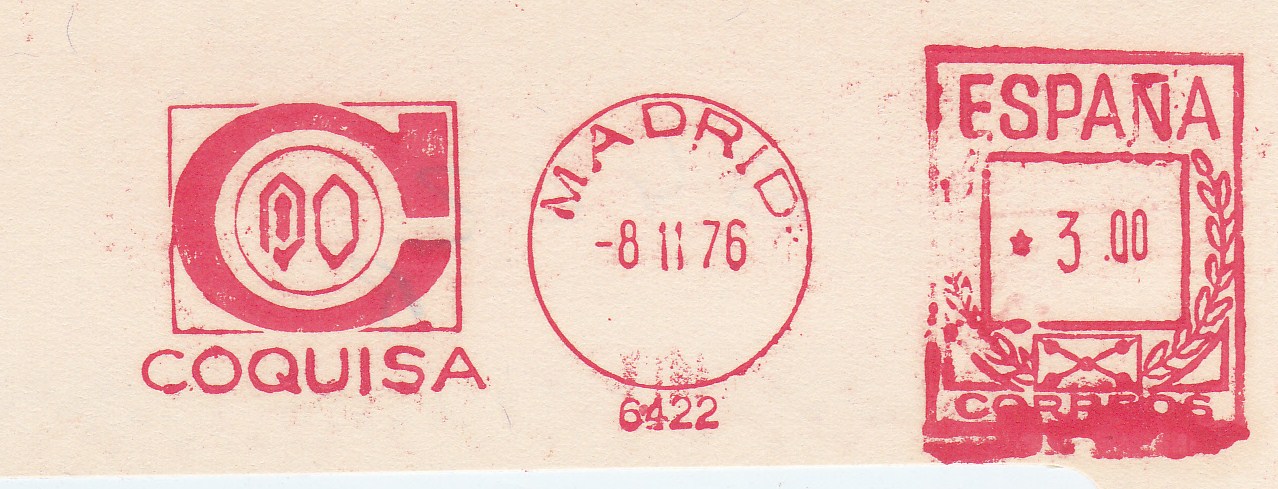 COQUISA
MADRID
-8 11 76
6422
ESPAÑA
* 3.00
CORREOS